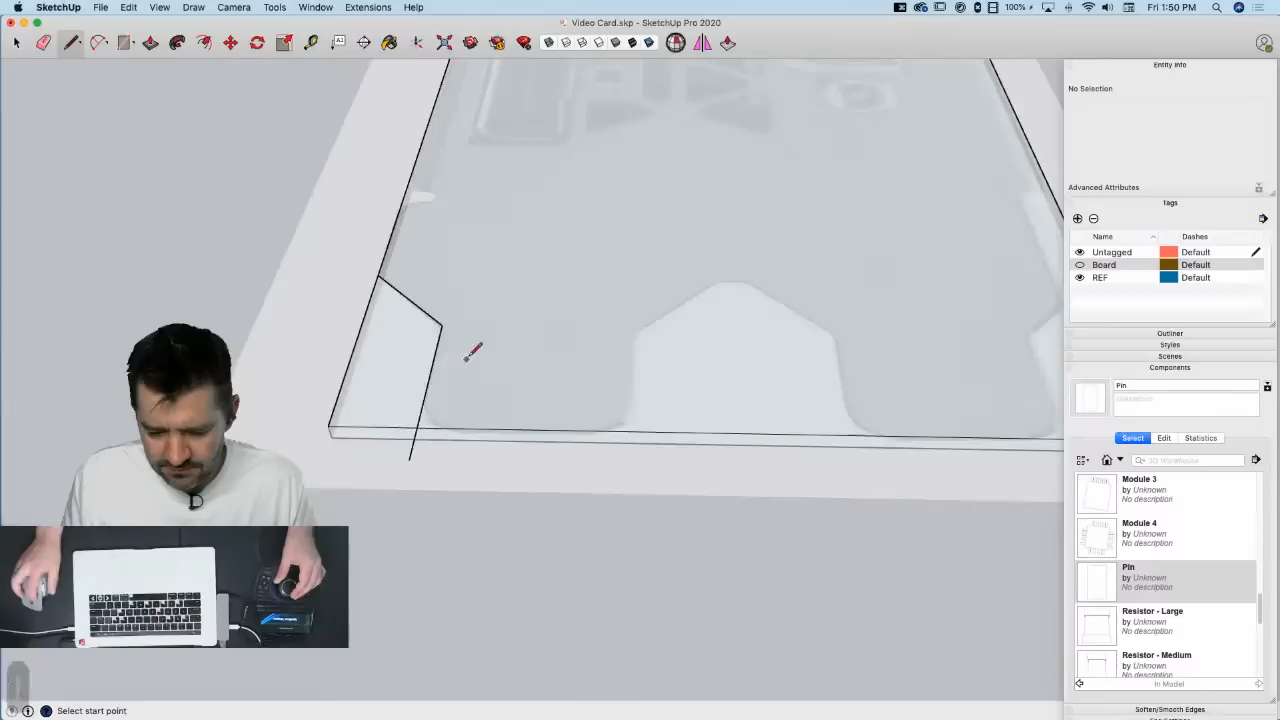 SketchUp File Edit View Draw Camera Tools Window Extensions Help 100% Fri 1:50 PM
Video Card.skp - SketchUp Pro 2020
Entity Info
No Selection
Advanced Attributes
Tags
Name Dashes
Untagged Default
Board Default
REF Default
Outliner
Styles
Scenes
Components
Pin
Select Edit Statistics
3D Warehouse
Module 3
by Unknown
No description
Module 4
by Unknown
No description
Pin
by Unknown
No description
Resistor - Large
by Unknown
No description
Resistor - Medium
by Unknown
No description
In Model
Soften/Smooth Edges
Select start point